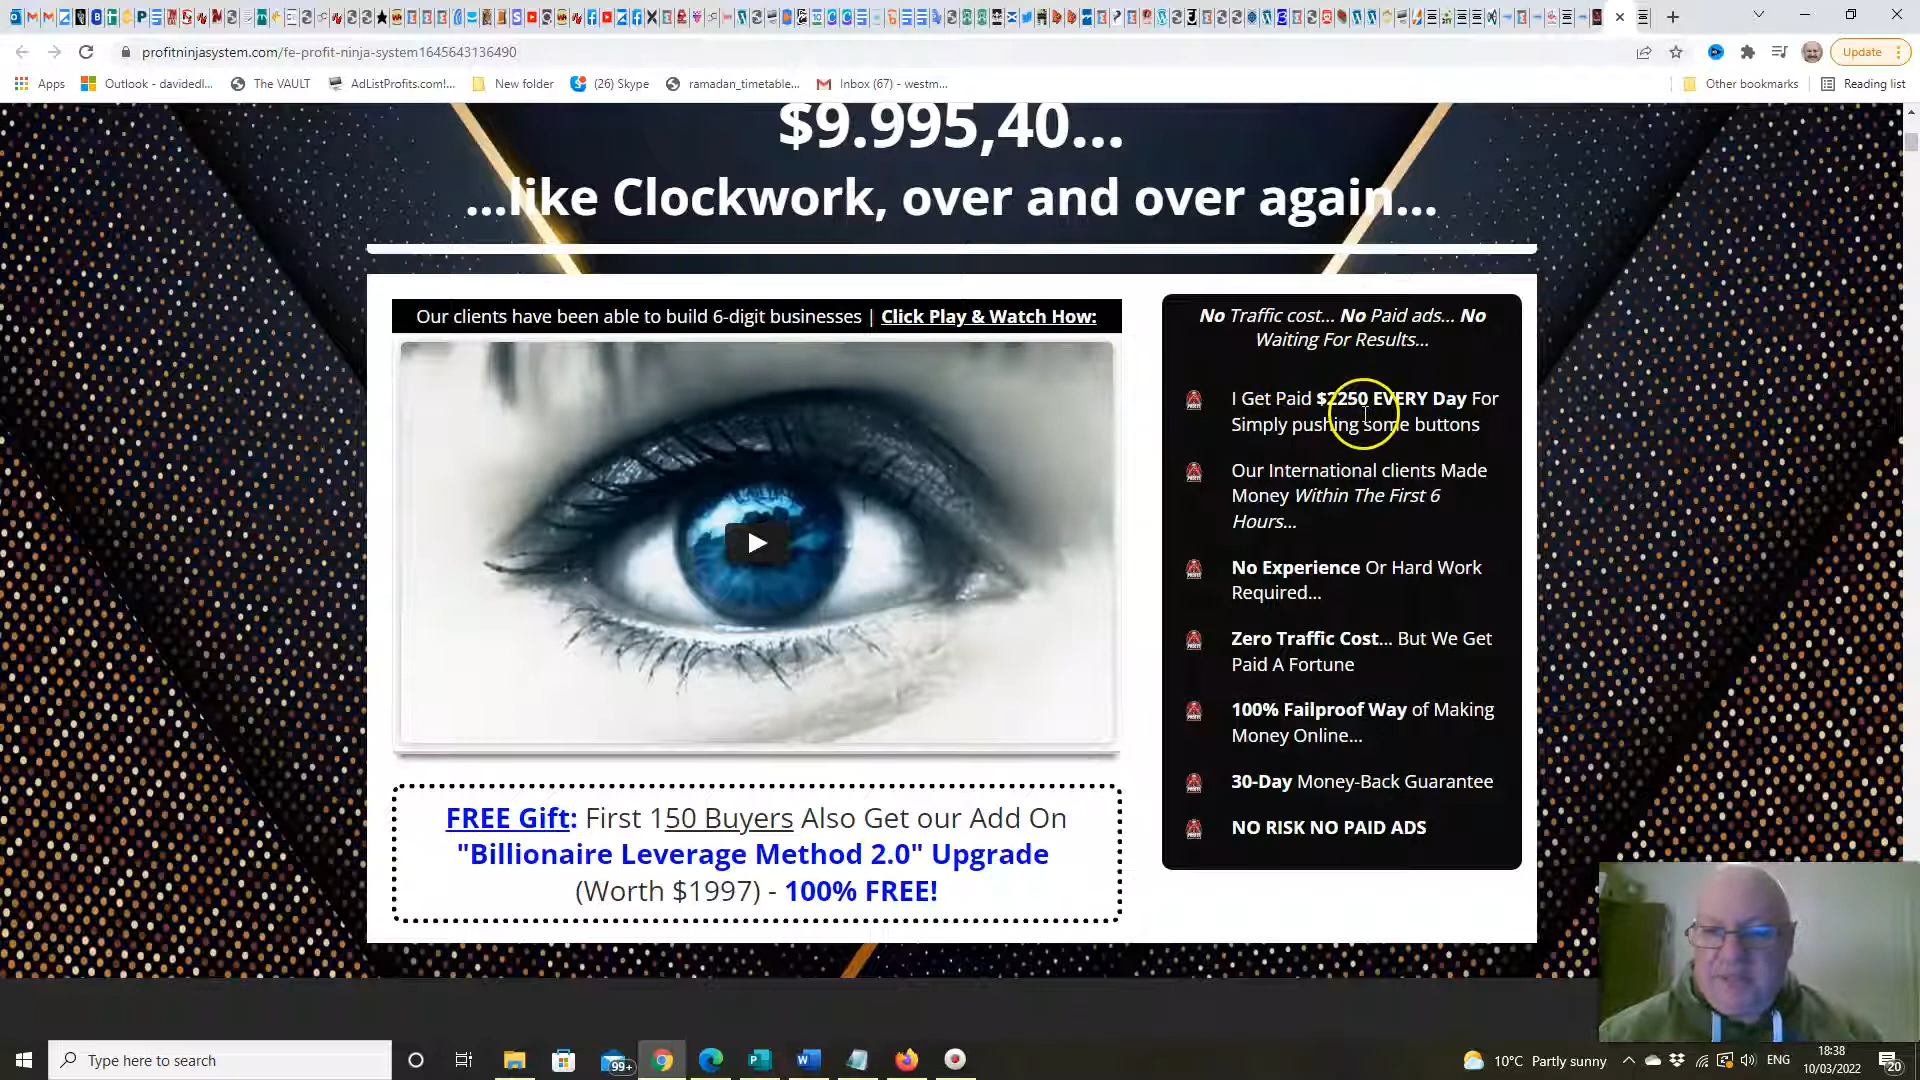 profitninjasystem.com/fe-profit-ninja-system1645643136490
Update
Apps
Outlook - davidedl...
The VAULT
AdListProfits.com!...
New folder
(26) Skype
ramadan_timetable...
Inbox (67) - westm...
Other bookmarks
Reading list
$9.995,40...
...like Clockwork, over and over again...
Our clients have been able to build 6-digit businesses | Click Play & Watch How:
FREE Gift: First 150 Buyers Also Get our Add On
"Billionaire Leverage Method 2.0" Upgrade
(Worth $1997) - 100% FREE!
No Traffic cost... No Paid ads... No
Waiting For Results...
I Get Paid $2250 EVERY Day For
Simply pushing some buttons
Our International clients Made
Money Within The First 6
Hours...
No Experience Or Hard Work
Required...
Zero Traffic Cost... But We Get
Paid A Fortune
100% Failproof Way of Making
Money Online...
30-Day Money-Back Guarantee
NO RISK NO PAID ADS
Type here to search
99+
10°C Partly sunny
ENG
18:38
10/03/2022
20